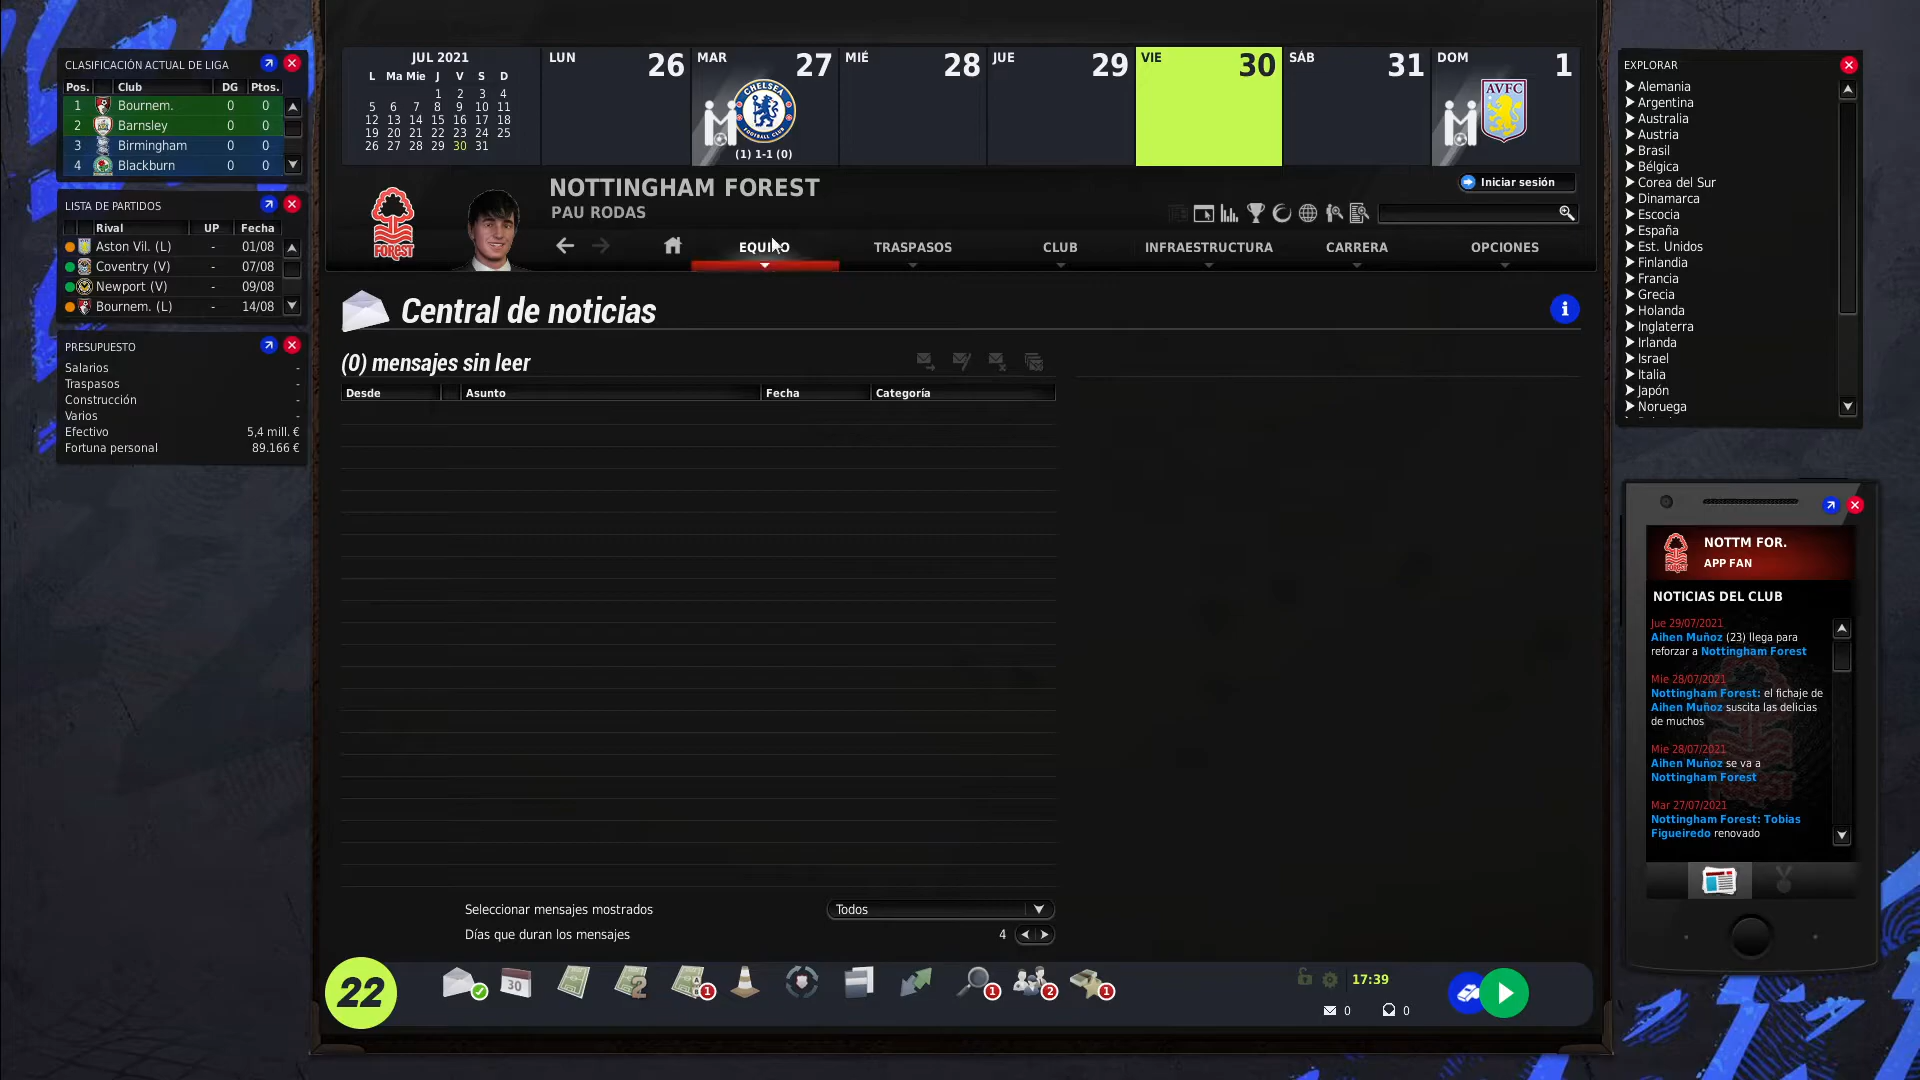 CLASIFICACIÓN ACTUAL DE LIGA
Pos. Club DG Ptos.
1 Bournem. 0 0
2 Barnsley 0 0
3 Birmingham 0 0
4 Blackburn 0 0
LISTA DE PARTIDOS
Rival UP Fecha
Aston Vil. (L) - 01/08
Coventry (V) - 07/08
Newport (V) - 09/08
Bournem. (L) - 14/08
PRESUPUESTO
Salarios -
Traspasos -
Construcción -
Varios -
Efectivo 5,4 mill. €
Fortuna personal 89.166 €
JUL 2021
L Ma Mie J V S D
1 2 3 4
5 6 7 8 9 10 11
12 13 14 15 16 17 18
19 20 21 22 23 24 25
26 27 28 29 30 31
LUN 26
MAR 27
CHELSEA
FOOTBALL CLUB
(1) 1-1 (0)
MIÉ 28
JUE 29
VIE 30
SÁB 31
DOM 1
AVFC
FOREST
NOTTINGHAM FOREST
PAU RODAS
Iniciar sesión
EQUIPO
TRASPASOS
CLUB
INFRAESTRUCTURA
CARRERA
OPCIONES
Central de noticias
i
(0) mensajes sin leer
Desde Asunto Fecha Categoría
Seleccionar mensajes mostrados Todos
Días que duran los mensajes 4
22
30
2
1
1
2
1
17:39
0 0
EXPLORAR
Alemania
Argentina
Australia
Austria
Brasil
Bélgica
Corea del Sur
Dinamarca
Escocia
España
Est. Unidos
Finlandia
Francia
Grecia
Holanda
Inglaterra
Irlanda
Israel
Italia
Japón
Noruega
NOTTM FOR.
APP FAN
NOTICIAS DEL CLUB
Jue 29/07/2021
Aihen Muñoz (23) llega para
reforzar a Nottingham Forest
Mie 28/07/2021
Nottingham Forest: el fichaje de
Aihen Muñoz suscita las delicias
de muchos
Mie 28/07/2021
Aihen Muñoz se va a
Nottingham Forest
Mar 27/07/2021
Nottingham Forest: Tobias
Figueiredo renovado